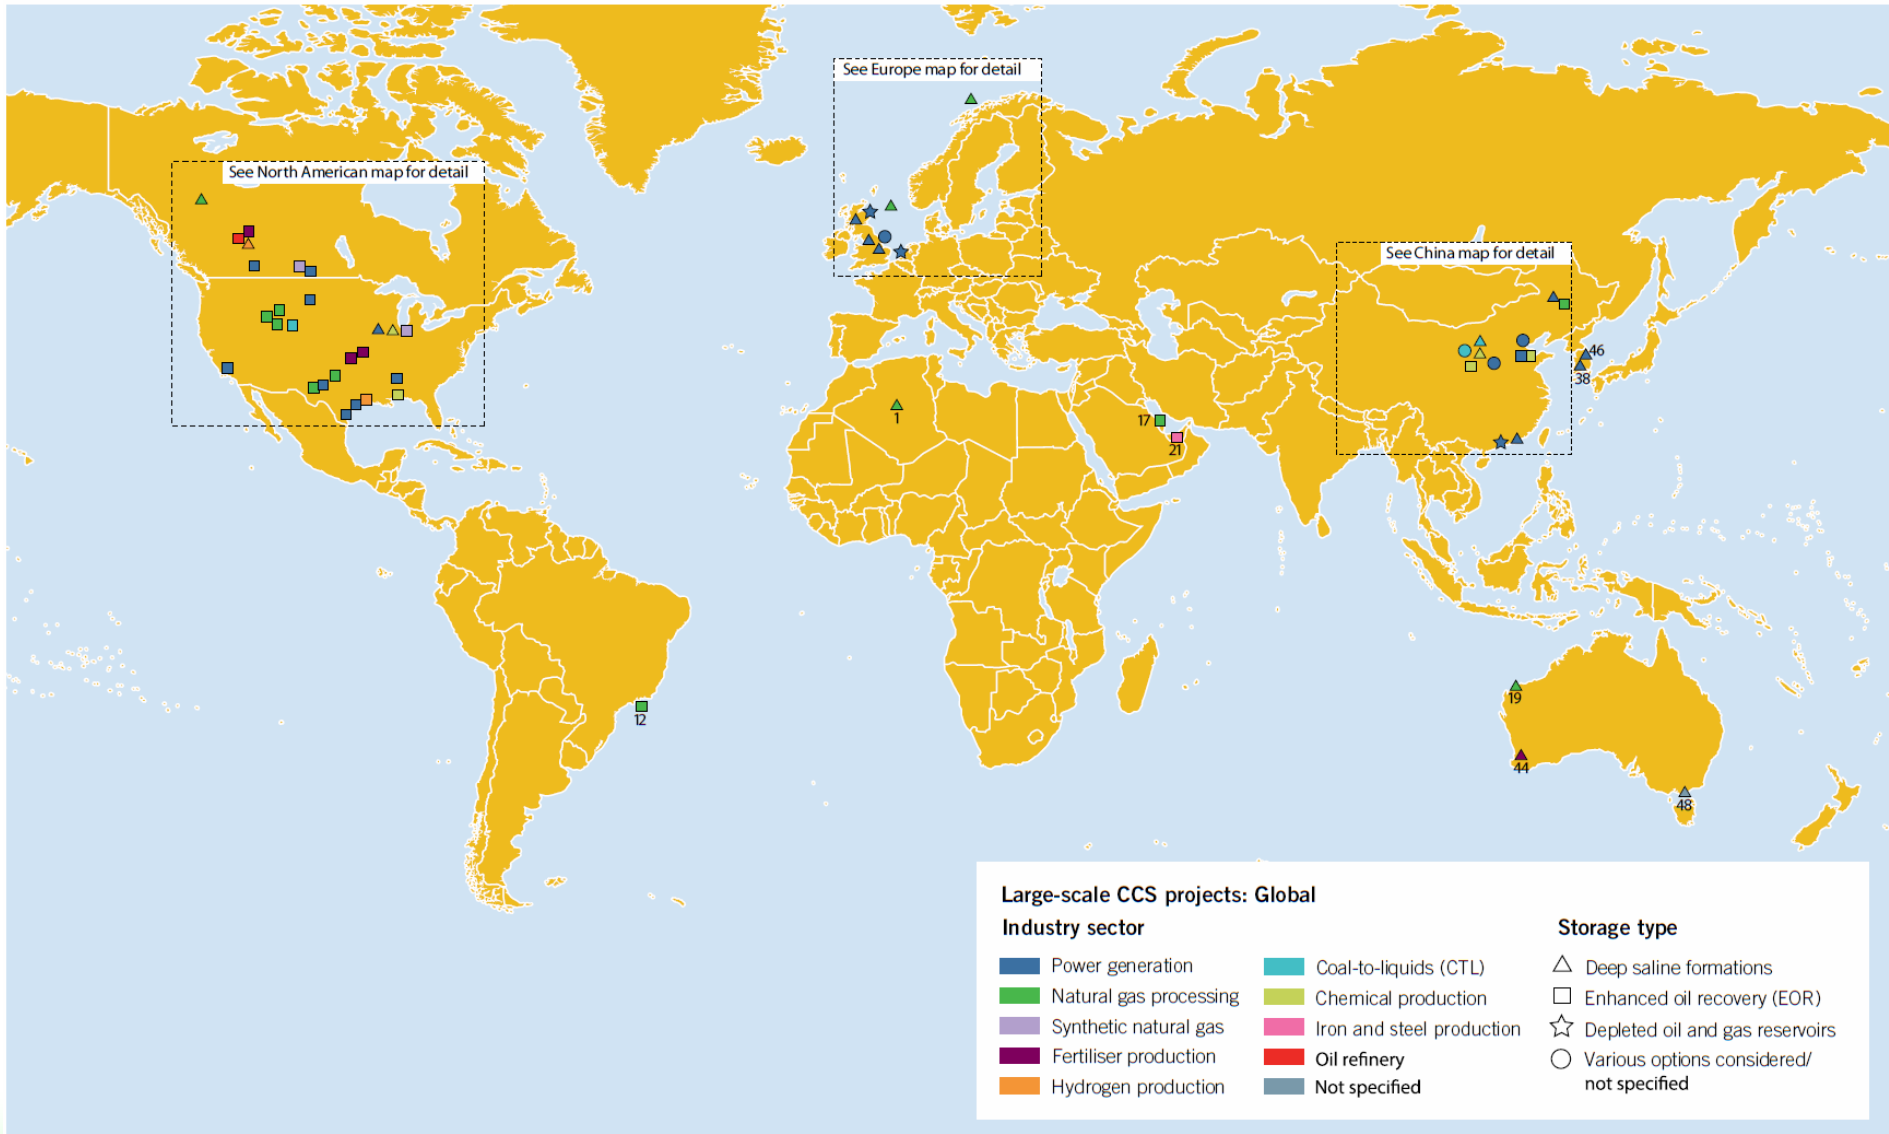 See Europe map for detail
See North American map for detail
See China map for detail
46
38
1
17
21
12
19
44
48
Large-scale CCS projects: Global
Industry sector
Storage type
Power generation
Natural gas processing
Synthetic natural gas
Fertiliser production
Hydrogen production
Coal-to-liquids (CTL)
Chemical production
Iron and steel production
Oil refinery
Not specified
Deep saline formations
Enhanced oil recovery (EOR)
Depleted oil and gas reservoirs
Various options considered/
not specified